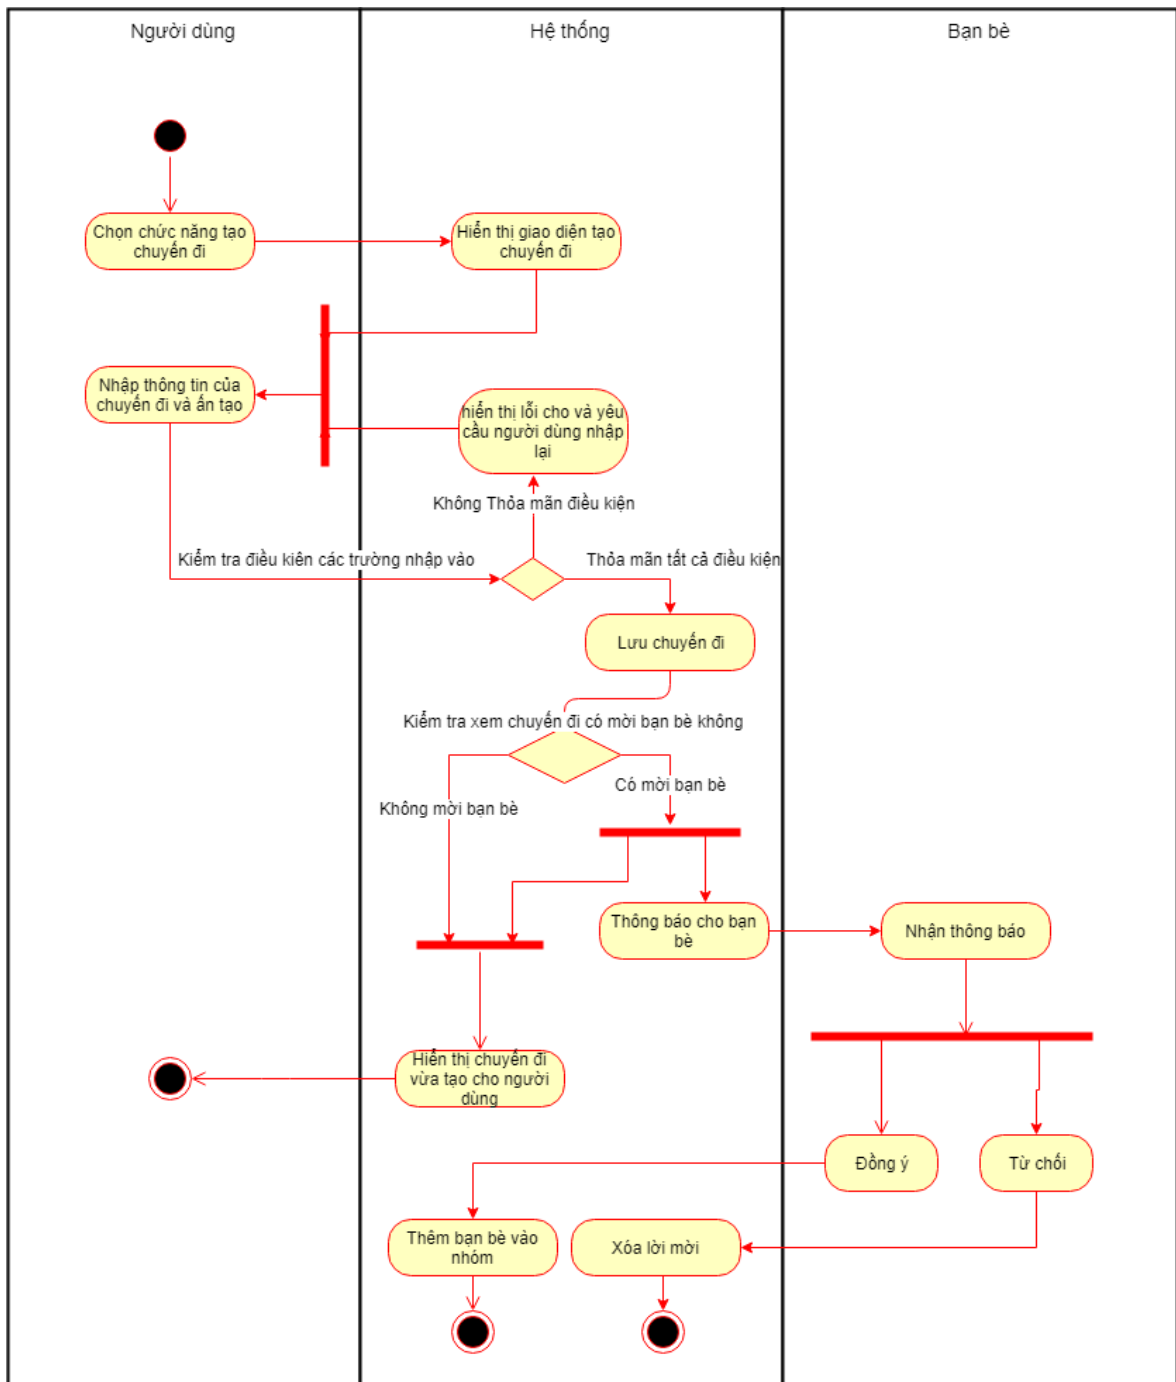 Người dùng
Hệ thống
Bạn bè
Chọn chức năng tạo
chuyến đi
Hiển thị giao diện tạo
chuyến đi
Nhập thông tin của
chuyến đi và ấn tạo
hiển thị lỗi cho và yêu
cầu người dùng nhập
lại
Không Thỏa mãn điều kiện
Kiểm tra điều kiên các trường nhập vào
Thỏa mãn tất cả điều kiện
Lưu chuyến đi
Kiểm tra xem chuyến đi có mời bạn bè không
Có mời bạn bè
Không mời bạn bè
Thông báo cho bạn
bè
Nhận thông báo
Hiển thị chuyến đi
vừa tạo cho người
dùng
Đồng ý
Từ chối
Thêm bạn bè vào
nhóm
Xóa lời mời